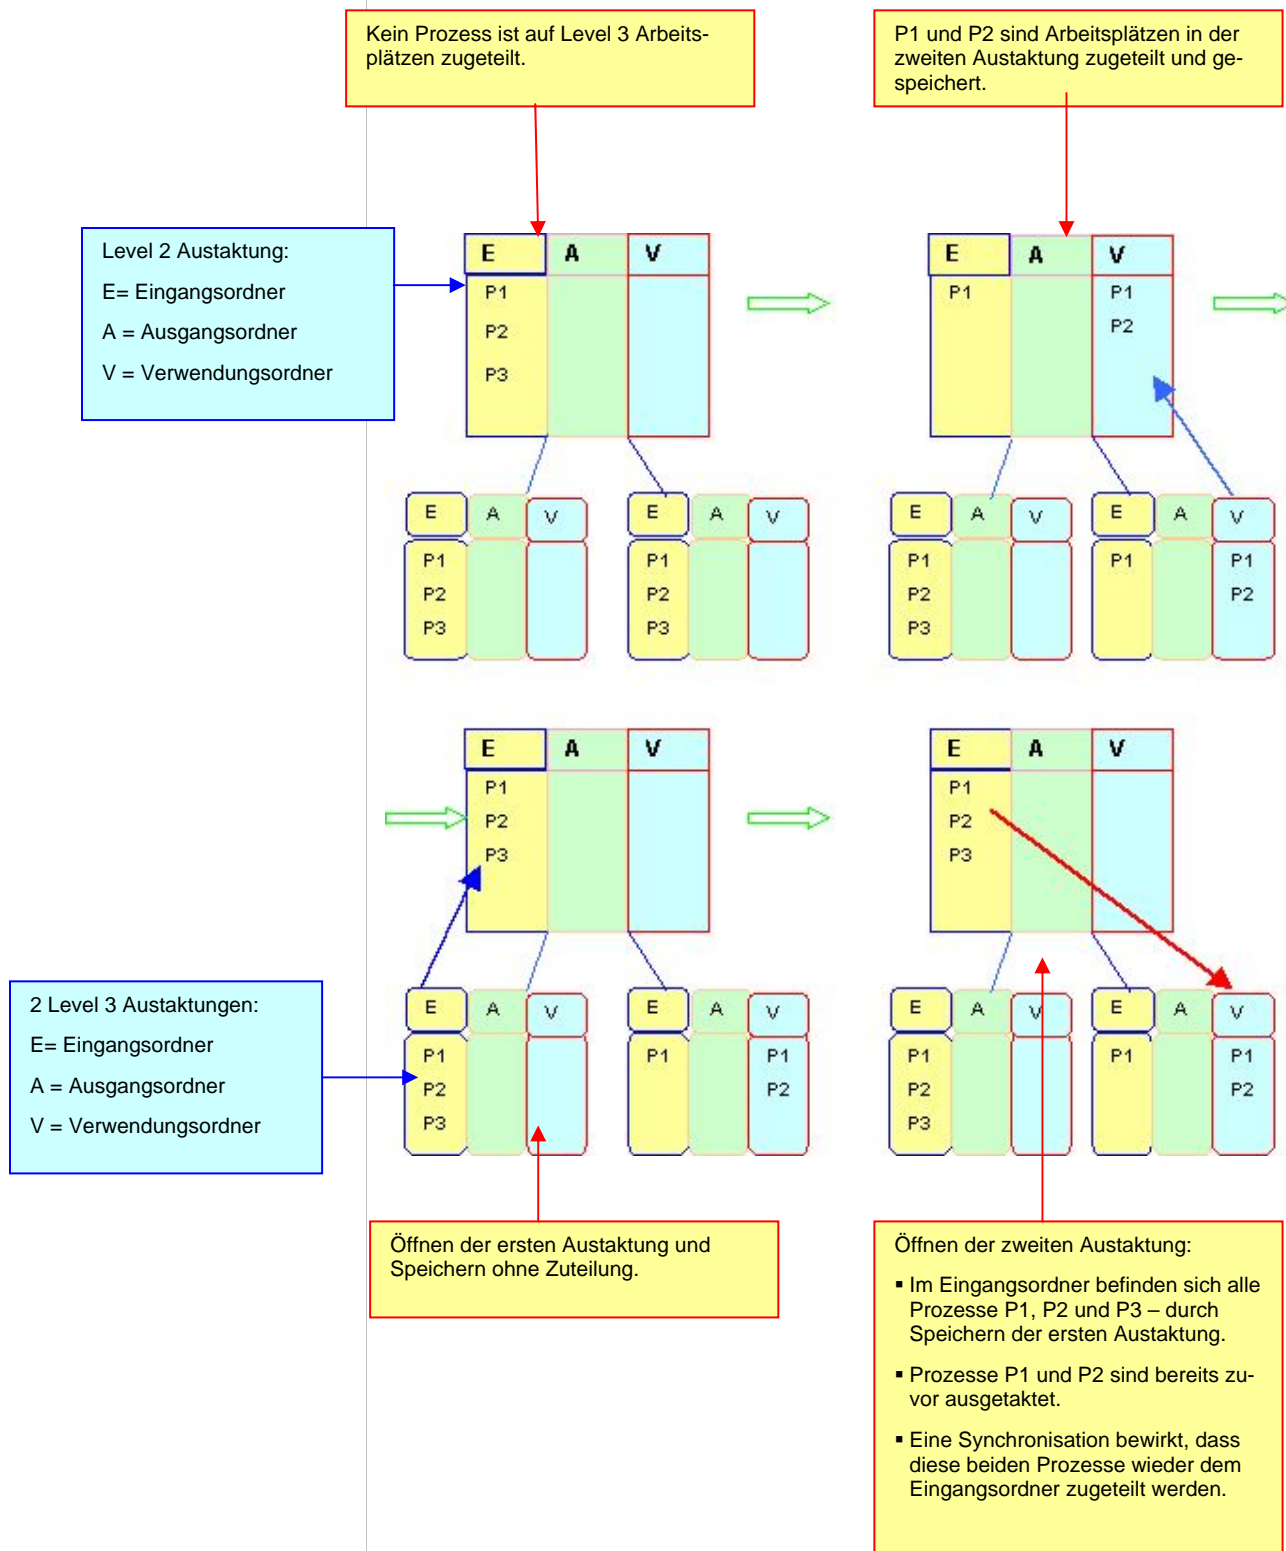 Kein Prozess ist auf Level 3 Arbeits-
plätzen zugeteilt.
P1 und P2 sind Arbeitsplätzen in der
zweiten Austaktung zugeteilt und ge-
speichert.
Level 2 Austaktung:
E= Eingangsordner
A = Ausgangsordner
V = Verwendungsordner
E A V
P1
P2
P3
E A V
P1
P2
P3
E A V
P1
P2
P3
E A V
P1 P1
P2
E A V
P1
P2
P3
E A V
P1 P1
P2
E A V
P1
P2
P3
2 Level 3 Austaktungen:
E= Eingangsordner
A = Ausgangsordner
V = Verwendungsordner
E A V
P1
P2
P3
E A V
P1 P1
P2
E A V
P1
P2
P3
E A V
P1
P2
P3
E A V
P1 P1
P2
Öffnen der ersten Austaktung und
Speichern ohne Zuteilung.
Öffnen der zweiten Austaktung:
▪ Im Eingangsordner befinden sich alle
Prozesse P1, P2 und P3 – durch
Speichern der ersten Austaktung.
▪ Prozesse P1 und P2 sind bereits zu-
vor ausgetaktet.
▪ Eine Synchronisation bewirkt, dass
diese beiden Prozesse wieder dem
Eingangsordner zugeteilt werden.